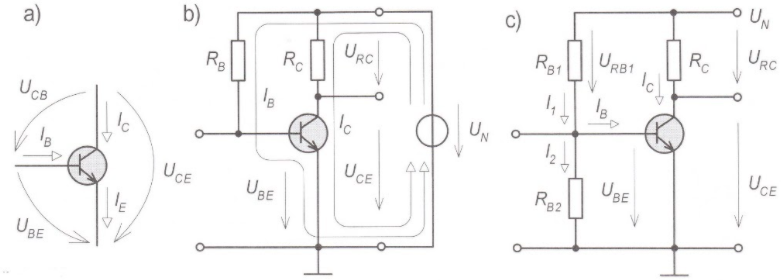 a)
U_CB
I_B
I_C
U_CE
I_E
U_BE
b)
R_B
R_C
U_RC
I_B
I_C
U_N
U_BE
U_CE
c)
U_N
R_B1
U_RB1
R_C
U_RC
I_C
I_1
I_B
I_2
R_B2
U_BE
U_CE